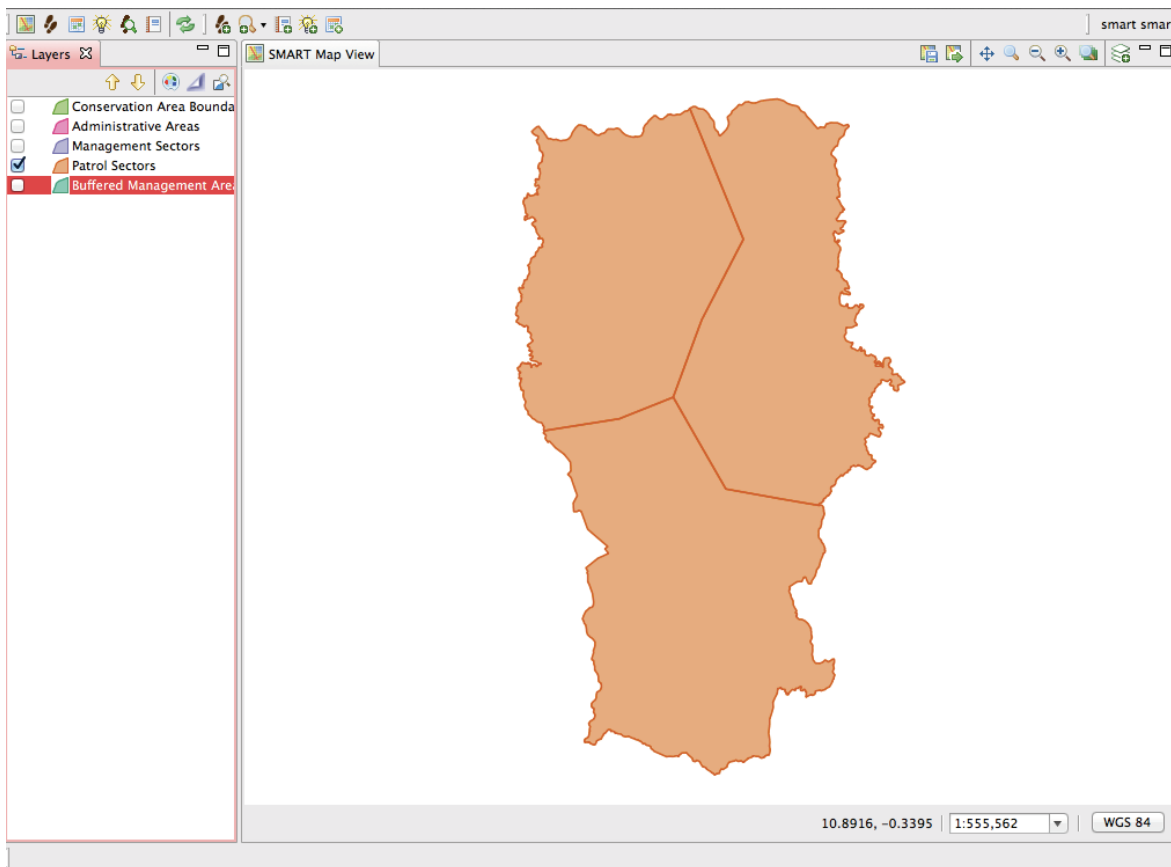 smart smar
Layers
SMART Map View
Conservation Area Bounda
Administrative Areas
Management Sectors
Patrol Sectors
Buffered Management Area
10.8916, -0.3395
1:555,562
WGS 84